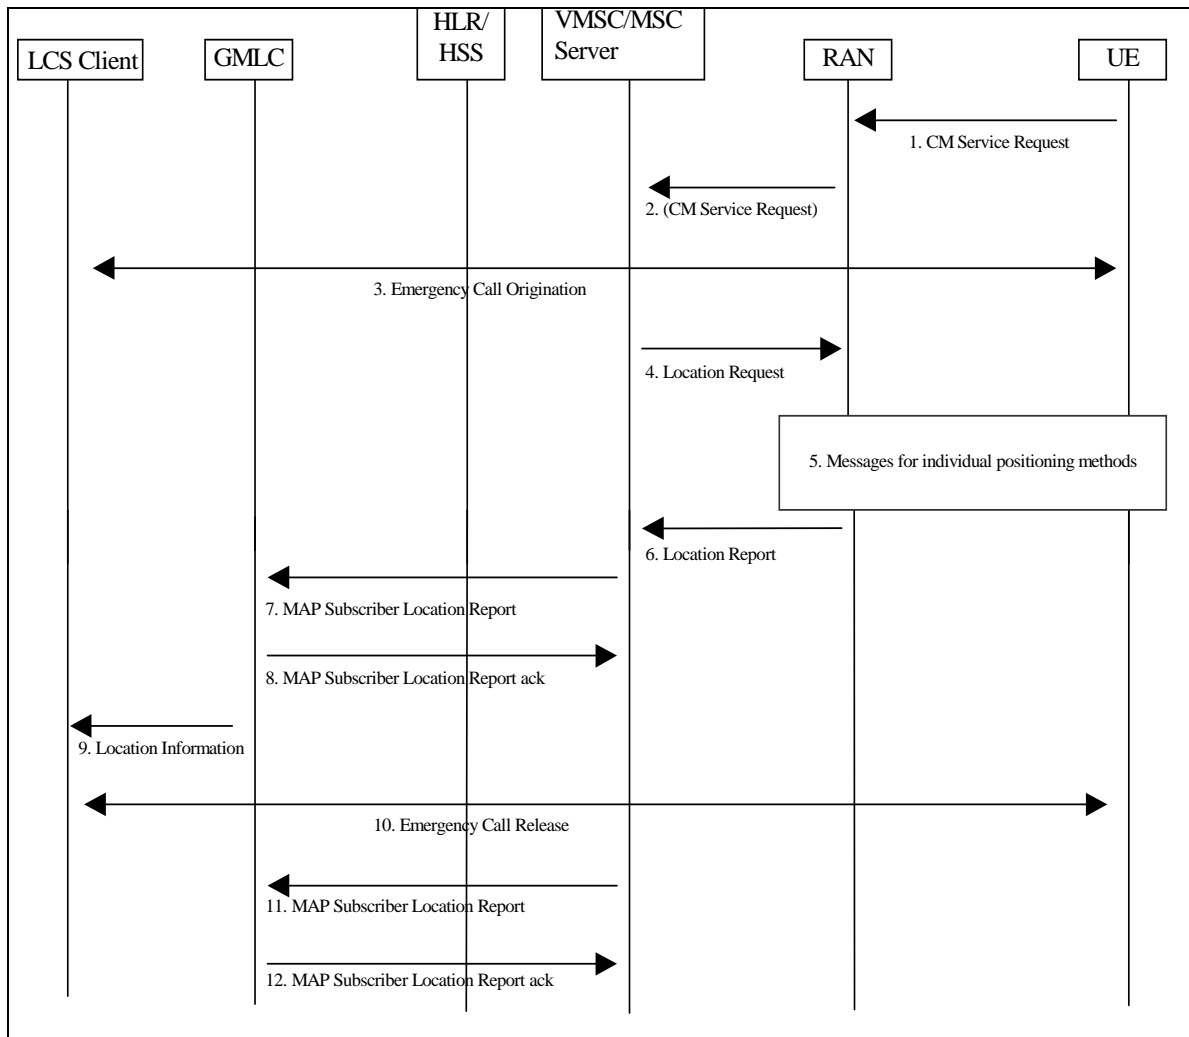 HLR/
HSS
VMSC/MSC
Server
LCS Client
GMLC
RAN
UE
1. CM Service Request
2. (CM Service Request)
3. Emergency Call Origination
4. Location Request
5. Messages for individual positioning methods
6. Location Report
7. MAP Subscriber Location Report
8. MAP Subscriber Location Report ack
9. Location Information
10. Emergency Call Release
11. MAP Subscriber Location Report
12. MAP Subscriber Location Report ack